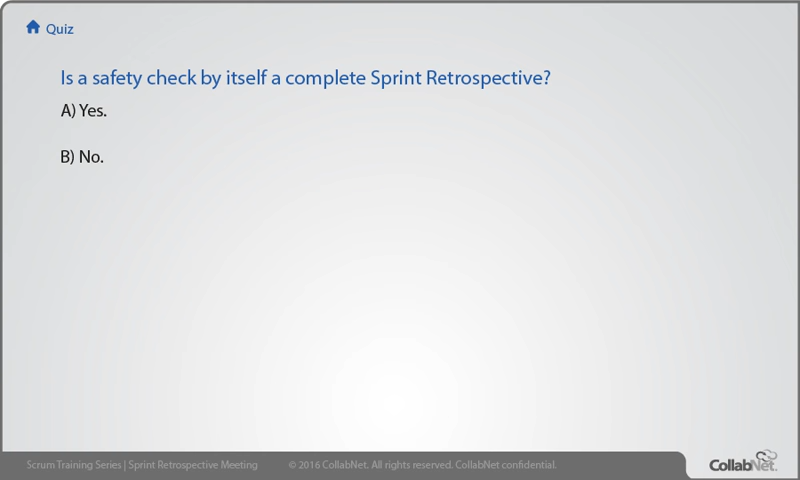 Quiz
Is a safety check by itself a complete Sprint Retrospective?
A) Yes.
B) No.
Scrum Training Series | Sprint Retrospective Meeting © 2016 CollabNet. All rights reserved. CollabNet confidential.
CollabNet.